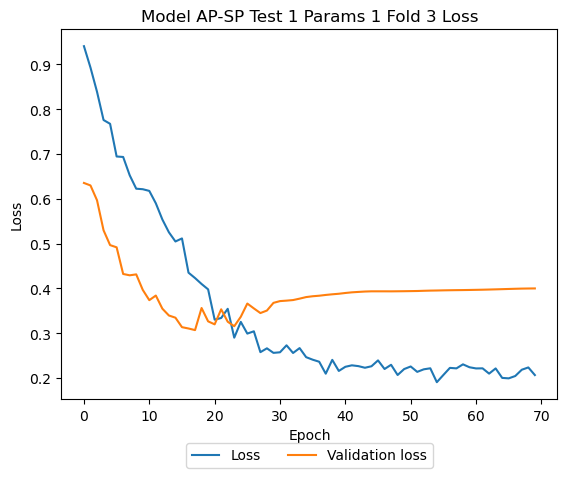 Model AP-SP Test 1 Params 1 Fold 3 Loss
0.9
0.8
0.7
0.6
0.5
0.4
0.3
0.2
Loss
0 10 20 30 40 50 60 70
Epoch
Loss Validation loss